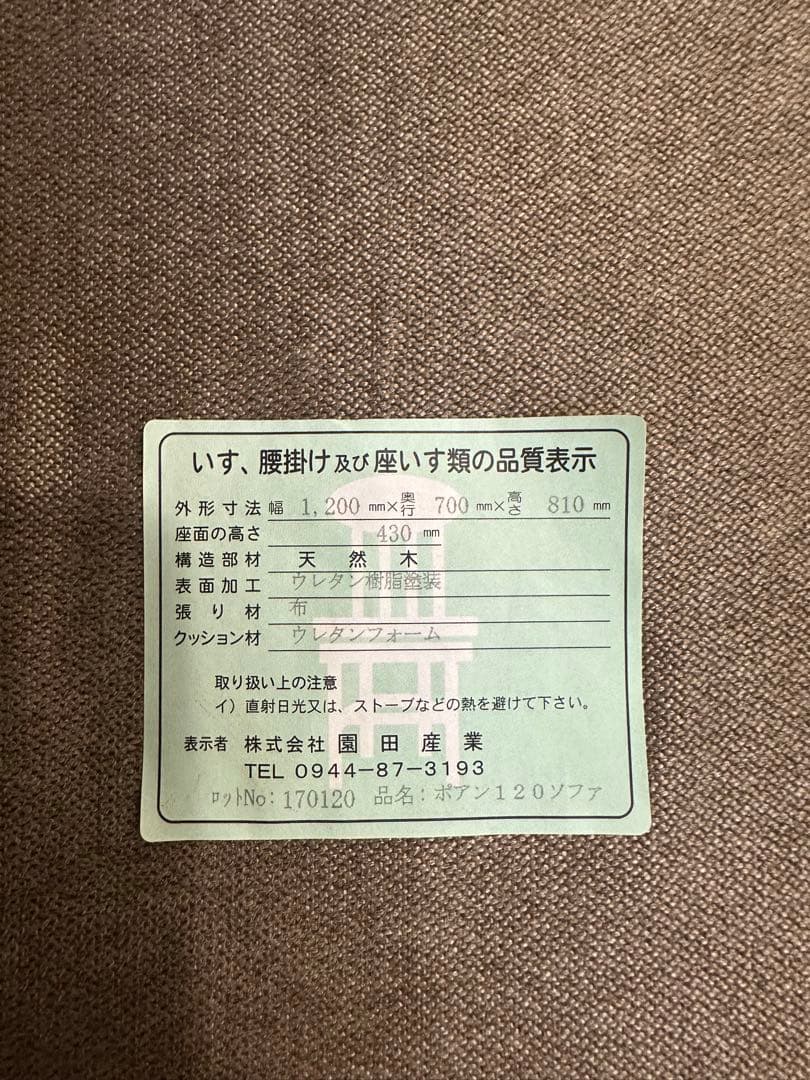 いす、腰掛け及び座いす類の品質表示
外形寸法 幅 1,200 mm×奥行 700 mm×高さ 810 mm
座面の高さ 430 mm
構造部材 天然木
表面加工 ウレタン樹脂塗装
張り材 布
クッション材 ウレタンフォーム
取り扱い上の注意
イ）直射日光又は、ストーブなどの熱を避けて下さい。
表示者 株式会社 園田産業
TEL 0944-87-3193
ロットNo: 170120 品名: ポアン１２０ソファ